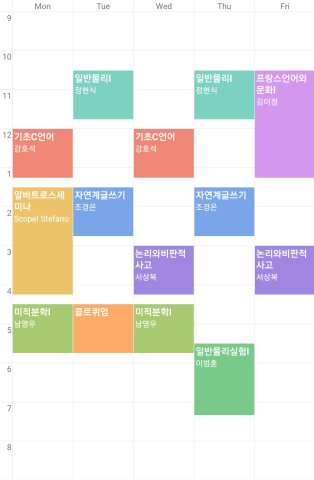 Mon Tue Wed Thu Fri
9
10
일반물리I
정현식
일반물리I
정현식
프랑스언어와
문화I
김이정
11
12
기초C언어
강호석
기초C언어
강호석
1
알바트로스세
미나
Scopel Stefano
자연계글쓰기
조경은
자연계글쓰기
조경은
2
3
논리와비판적
사고
서상복
논리와비판적
사고
서상복
4
미적분학I
남영우
콜로퀴엄
미적분학I
남영우
5
일반물리실험I
이범훈
6
7
8